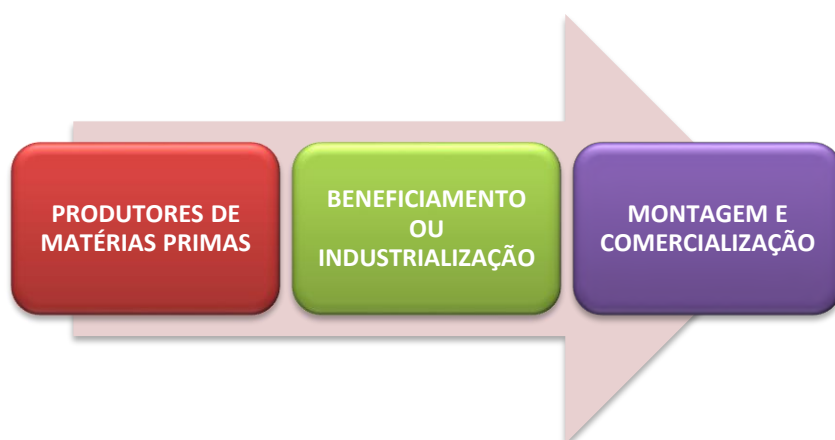 PRODUTORES DE
MATÉRIAS PRIMAS
BENEFICIAMENTO
OU
INDUSTRIALIZAÇÃO
MONTAGEM E
COMERCIALIZAÇÃO